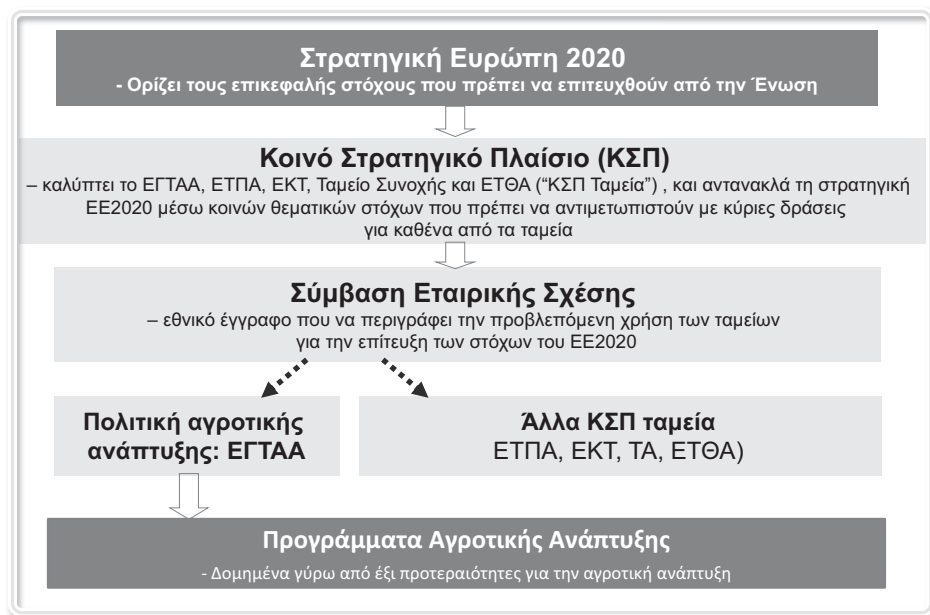 Στρατηγική Ευρώπη 2020
- Ορίζει τους επικεφαλής στόχους που πρέπει να επιτευχθούν από την Ένωση
Κοινό Στρατηγικό Πλαίσιο (ΚΣΠ)
– καλύπτει το ΕΓΤΑΑ, ΕΤΠΑ, ΕΚΤ, Ταμείο Συνοχής και ΕΤΘΑ (“ΚΣΠ Ταμεία”) , και αντανακλά τη στρατηγική
ΕΕ2020 μέσω κοινών θεματικών στόχων που πρέπει να αντιμετωπιστούν με κύριες δράσεις
για καθένα από τα ταμεία
Σύμβαση Εταιρικής Σχέσης
– εθνικό έγγραφο που να περιγράφει την προβλεπόμενη χρήση των ταμείων
για την επίτευξη των στόχων του ΕΕ2020
Πολιτική αγροτικής
ανάπτυξης: ΕΓΤΑΑ
Άλλα ΚΣΠ ταμεία
ΕΤΠΑ, ΕΚΤ, ΤΑ, ΕΤΘΑ)
Προγράμματα Αγροτικής Ανάπτυξης
- Δομημένα γύρω από έξι προτεραιότητες για την αγροτική ανάπτυξη